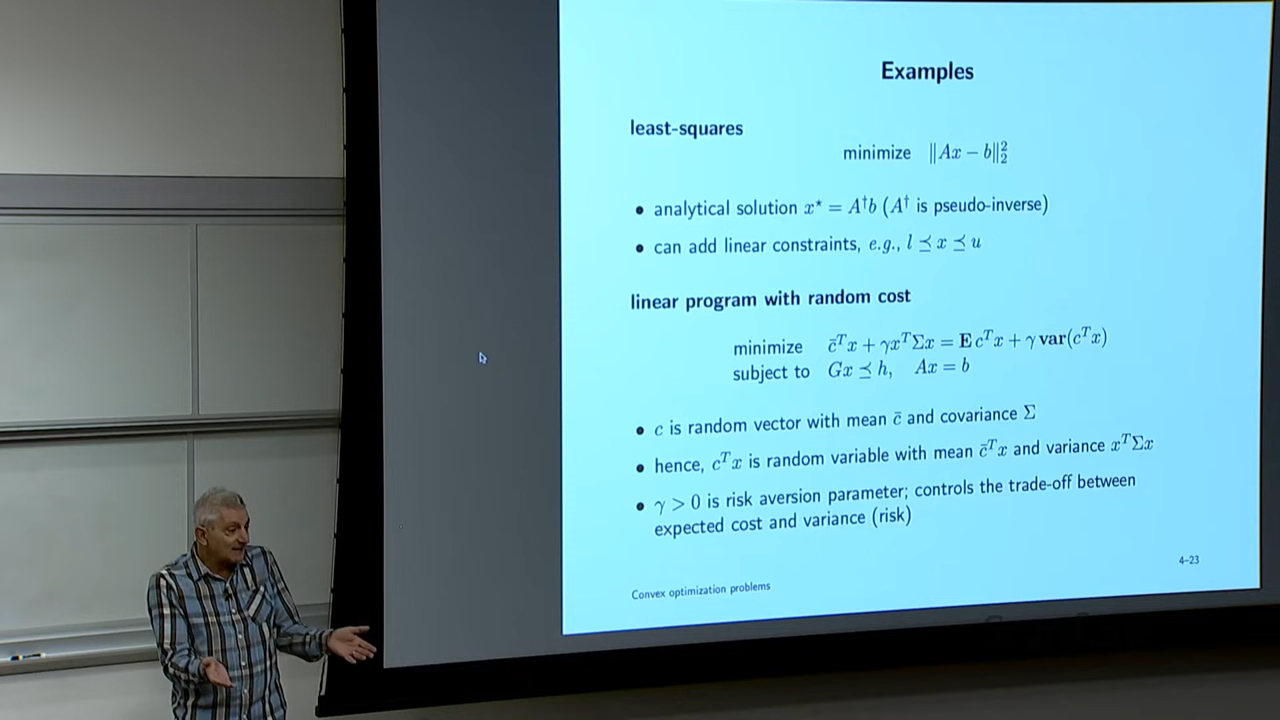 Examples
least-squares
minimize ‖Ax − b‖₂²
• analytical solution x⋆ = A†b (A† is pseudo-inverse)
• can add linear constraints, e.g., l ⪯ x ⪯ u
linear program with random cost
minimize c̄ᵀx + γxᵀΣx = E cᵀx + γ var(cᵀx)
subject to Gx ⪯ h, Ax = b
• c is random vector with mean c̄ and covariance Σ
• hence, cᵀx is random variable with mean c̄ᵀx and variance xᵀΣx
• γ > 0 is risk aversion parameter; controls the trade-off between
expected cost and variance (risk)
Convex optimization problems 4–23